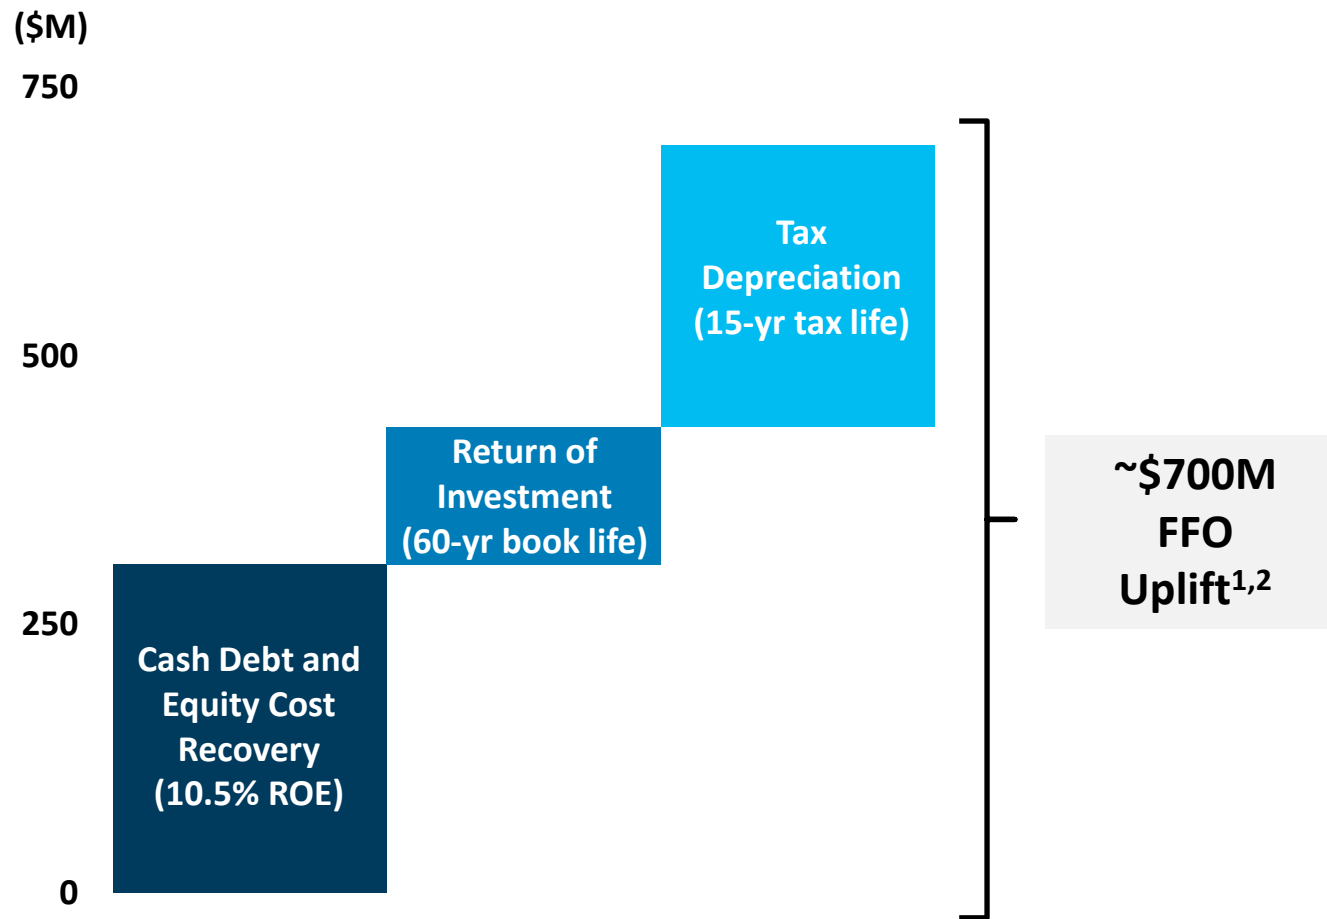 ($M)
750
500
250
0
Cash Debt and
Equity Cost
Recovery
(10.5% ROE)
Return of
Investment
(60-yr book life)
Tax
Depreciation
(15-yr tax life)
~$700M
FFO
Uplift1,2